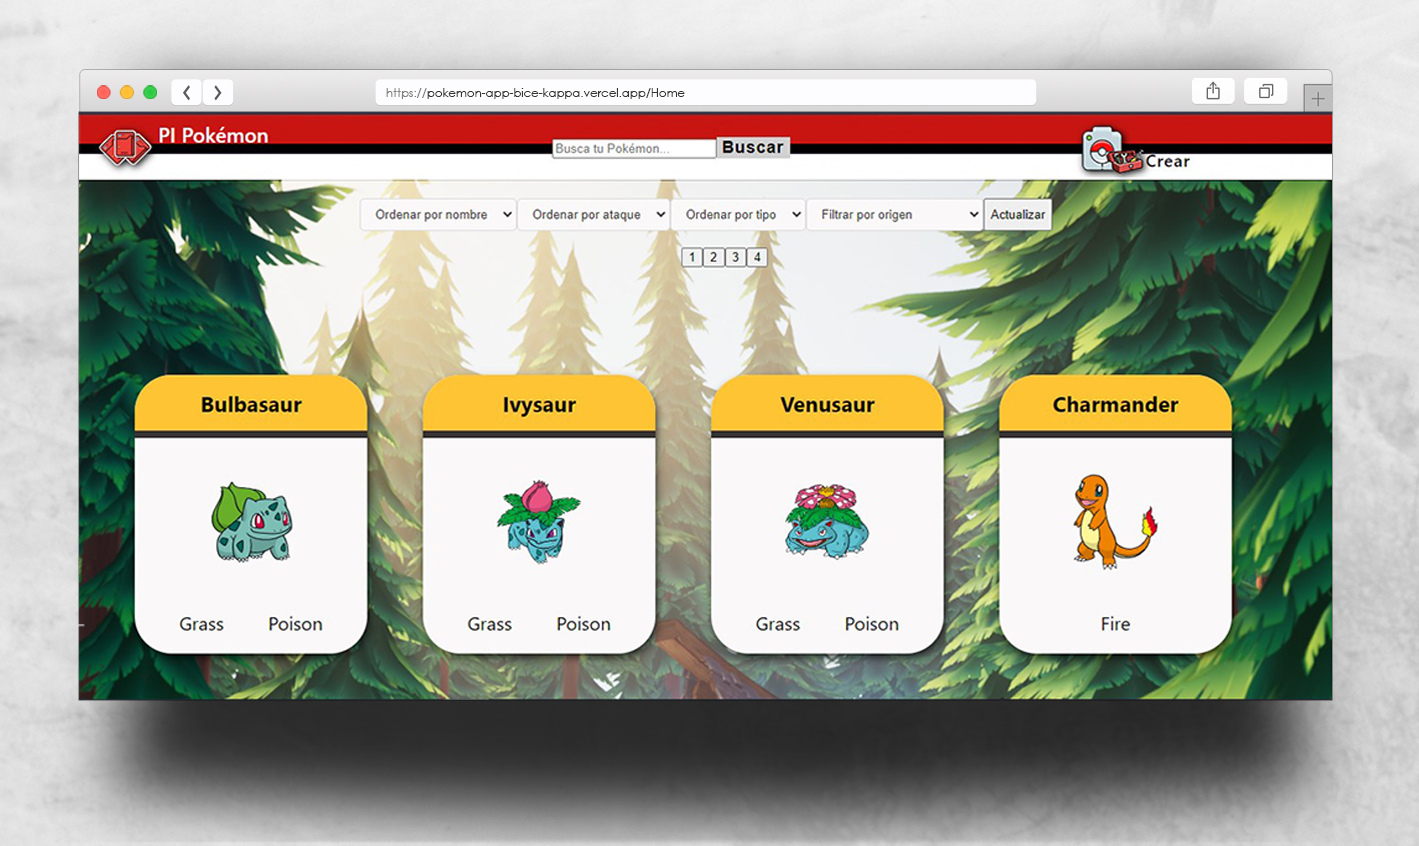 https://pokemon-app-bice-kappa.vercel.app/Home
PI Pokémon
Busca tu Pokémon... Buscar
Crear
Ordenar por nombre Ordenar por ataque Ordenar por tipo Filtrar por origen Actualizar
1 2 3 4
Bulbasaur Ivysaur Venusaur Charmander
Grass Poison Grass Poison Grass Poison Fire